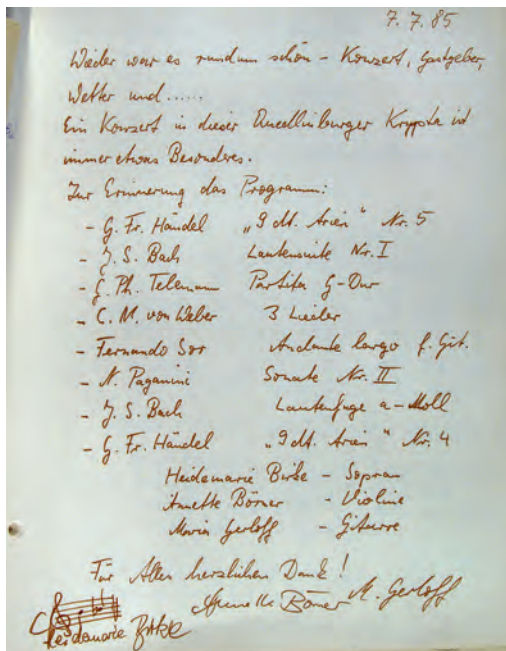 7. 7. 85
Wieder war es rundum schön – Konzert, Gastgeber,
Wetter und......
Ein Konzert in dieser Quedlinburger Krypta ist
immer etwas Besonderes.
Zur Erinnerung das Programm:
- G. Fr. Händel „9 dt. Arien“ Nr. 5
- J. S. Bach Lautensuite Nr. I
- G. Ph. Telemann Partita G-Dur
- C. M. von Weber 3 Lieder
- Fernando Sor Andante largo f. Git.
- N. Paganini Sonate Nr. II
- J. S. Bach Lautenfuge a-Moll
- G. Fr. Händel „9 dt. Arien“ Nr. 4
Heidemarie Birke – Sopran
Annette Börner – Violine
Maria Gerloff – Gitarre
Für Alles herzlichen Dank!
Annette Börner M. Gerloff
Heidemarie Birke